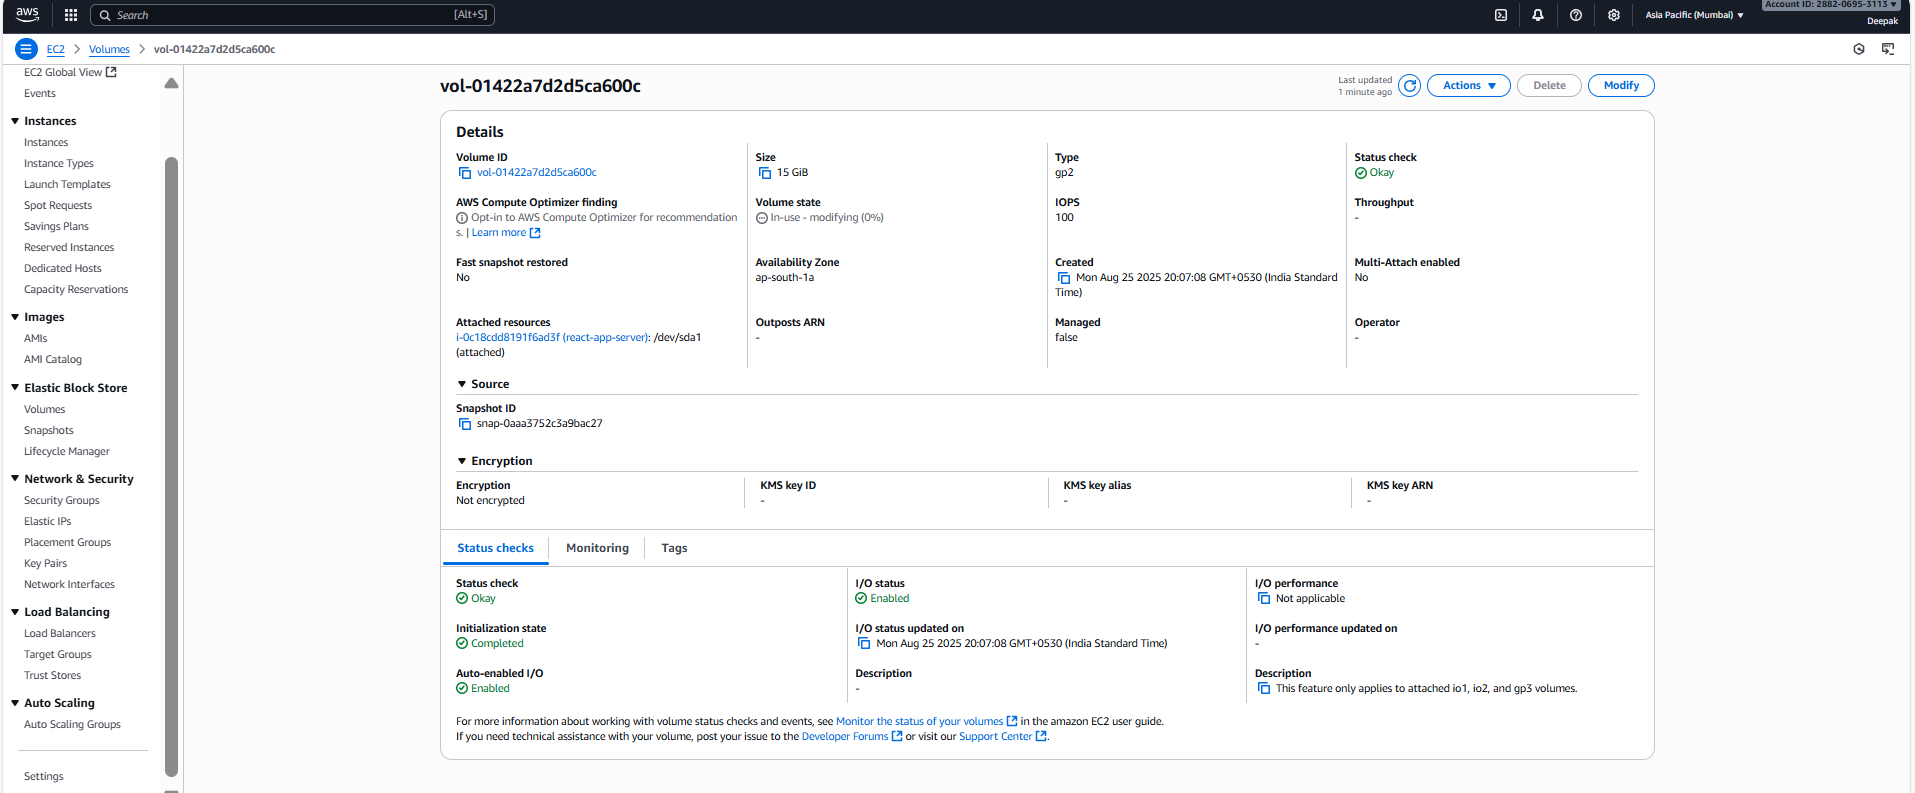 aws
Search [Alt+S]
Asia Pacific (Mumbai)
Account ID: 2882-0695-3113
Deepak
EC2 > Volumes > vol-01422a7d2d5ca600c
EC2 Global View
Events
Instances
Instances
Instance Types
Launch Templates
Spot Requests
Savings Plans
Reserved Instances
Dedicated Hosts
Capacity Reservations
Images
AMIs
AMI Catalog
Elastic Block Store
Volumes
Snapshots
Lifecycle Manager
Network & Security
Security Groups
Elastic IPs
Placement Groups
Key Pairs
Network Interfaces
Load Balancing
Load Balancers
Target Groups
Trust Stores
Auto Scaling
Auto Scaling Groups
Settings
vol-01422a7d2d5ca600c
Last updated
1 minute ago
Actions
Delete
Modify
Details
Volume ID
vol-01422a7d2d5ca600c
Size
15 GiB
Type
gp2
Status check
Okay
AWS Compute Optimizer finding
Opt-in to AWS Compute Optimizer for recommendation
s. | Learn more
Volume state
In-use - modifying (0%)
IOPS
100
Throughput
-
Fast snapshot restored
No
Availability Zone
ap-south-1a
Created
Mon Aug 25 2025 20:07:08 GMT+0530 (India Standard
Time)
Multi-Attach enabled
No
Attached resources
i-0c18cdd8191f6ad3f (react-app-server): /dev/sda1
(attached)
Outposts ARN
-
Managed
false
Operator
-
Source
Snapshot ID
snap-0aaa3752c3a9bac27
Encryption
Encryption
Not encrypted
KMS key ID
-
KMS key alias
-
KMS key ARN
-
Status checks
Monitoring
Tags
Status check
Okay
I/O status
Enabled
I/O performance
Not applicable
Initialization state
Completed
I/O status updated on
Mon Aug 25 2025 20:07:08 GMT+0530 (India Standard Time)
I/O performance updated on
-
Auto-enabled I/O
Enabled
Description
-
Description
This feature only applies to attached io1, io2, and gp3 volumes.
For more information about working with volume status checks and events, see Monitor the status of your volumes in the amazon EC2 user guide.
If you need technical assistance with your volume, post your issue to the Developer Forums or visit our Support Center.